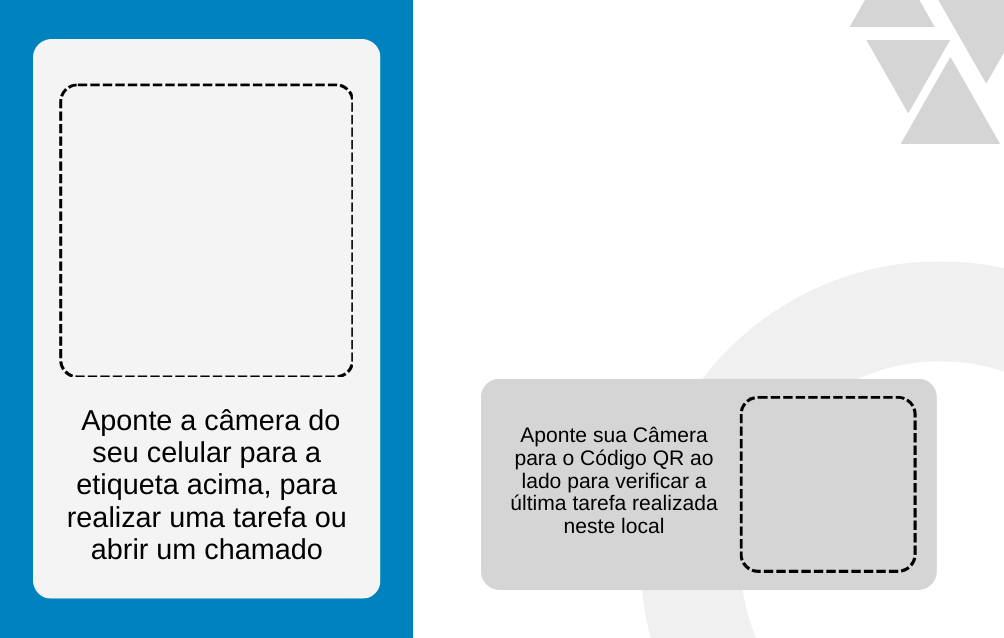 Aponte a câmera do
seu celular para a
etiqueta acima, para
realizar uma tarefa ou
abrir um chamado
Aponte sua Câmera
para o Código QR ao
lado para verificar a
última tarefa realizada
neste local